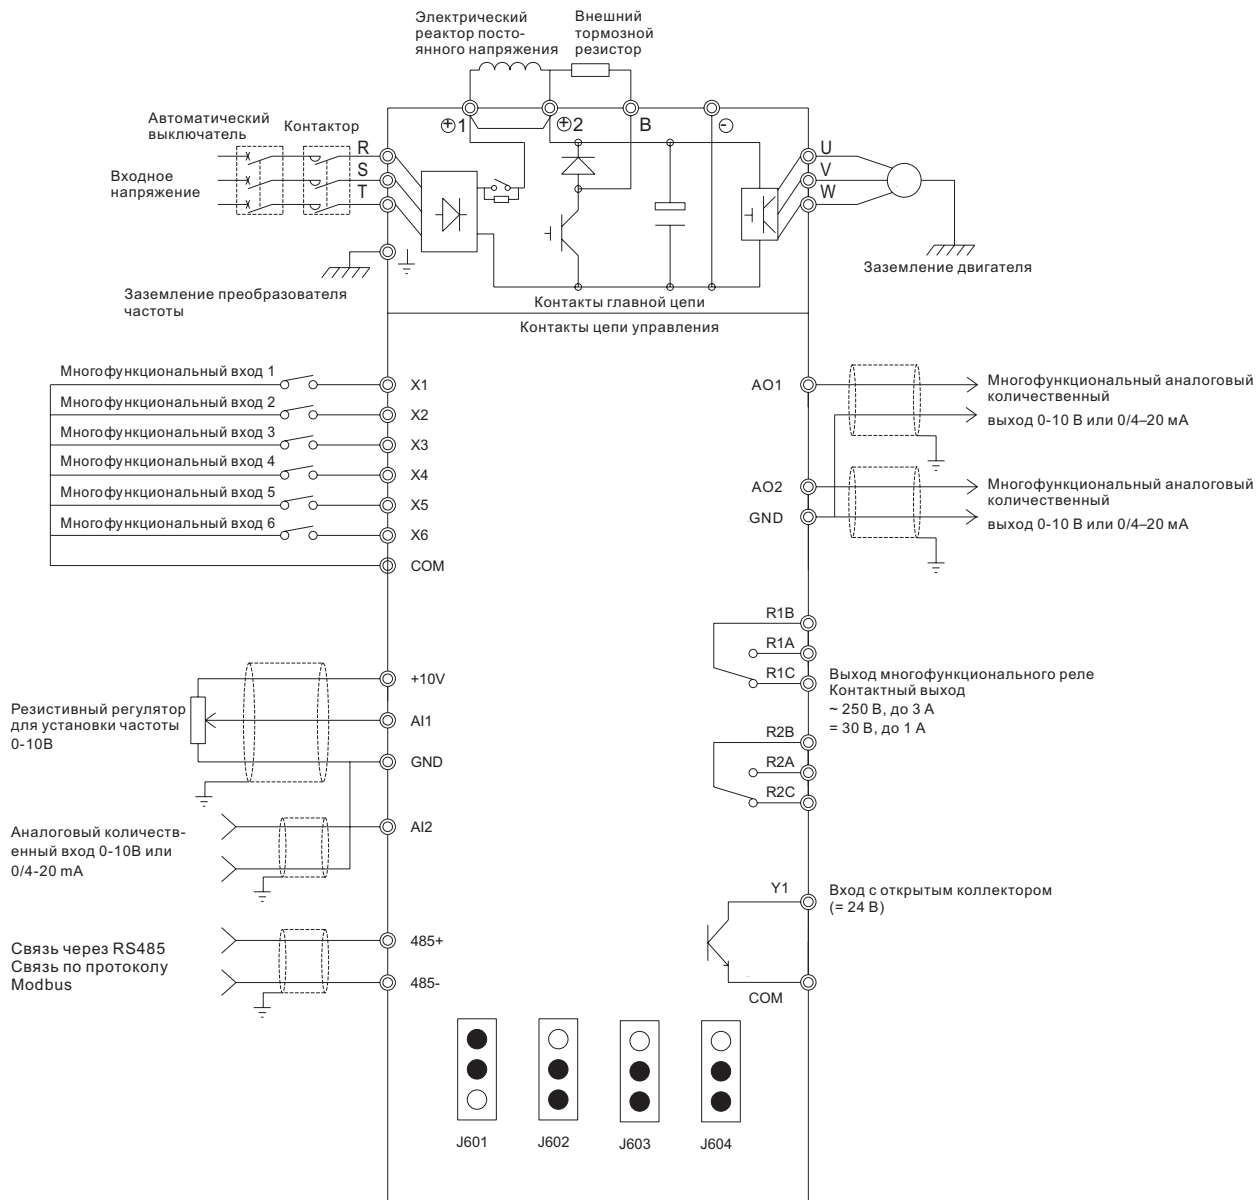 Электрический
реактор посто-
янного напряжения
Внешний
тормозной
резистор
Автоматический
выключатель
Контактор
+1
+2
B
-
R
S
T
Входное
напряжение
U
V
W
Заземление двигателя
Заземление преобразователя
частоты
Контакты главной цепи
Контакты цепи управления
Многофункциональный вход 1
X1
Многофункциональный вход 2
X2
Многофункциональный вход 3
X3
Многофункциональный вход 4
X4
Многофункциональный вход 5
X5
Многофункциональный вход 6
X6
COM
AO1
Многофункциональный аналоговый
количественный
выход 0-10 В или 0/4–20 мА
AO2
GND
Многофункциональный аналоговый
количественный
выход 0-10 В или 0/4–20 мА
R1B
R1A
R1C
Выход многофункционального реле
Контактный выход
~ 250 В, до 3 А
= 30 В, до 1 А
R2B
R2A
R2C
+10V
Резистивный регулятор
для установки частоты
0-10В
AI1
GND
Аналоговый количеств-
енный вход 0-10В или
0/4-20 mA
AI2
Y1
Вход с открытым коллектором
(= 24 В)
COM
Связь через RS485
Связь по протоколу
Modbus
485+
485-
J601
J602
J603
J604